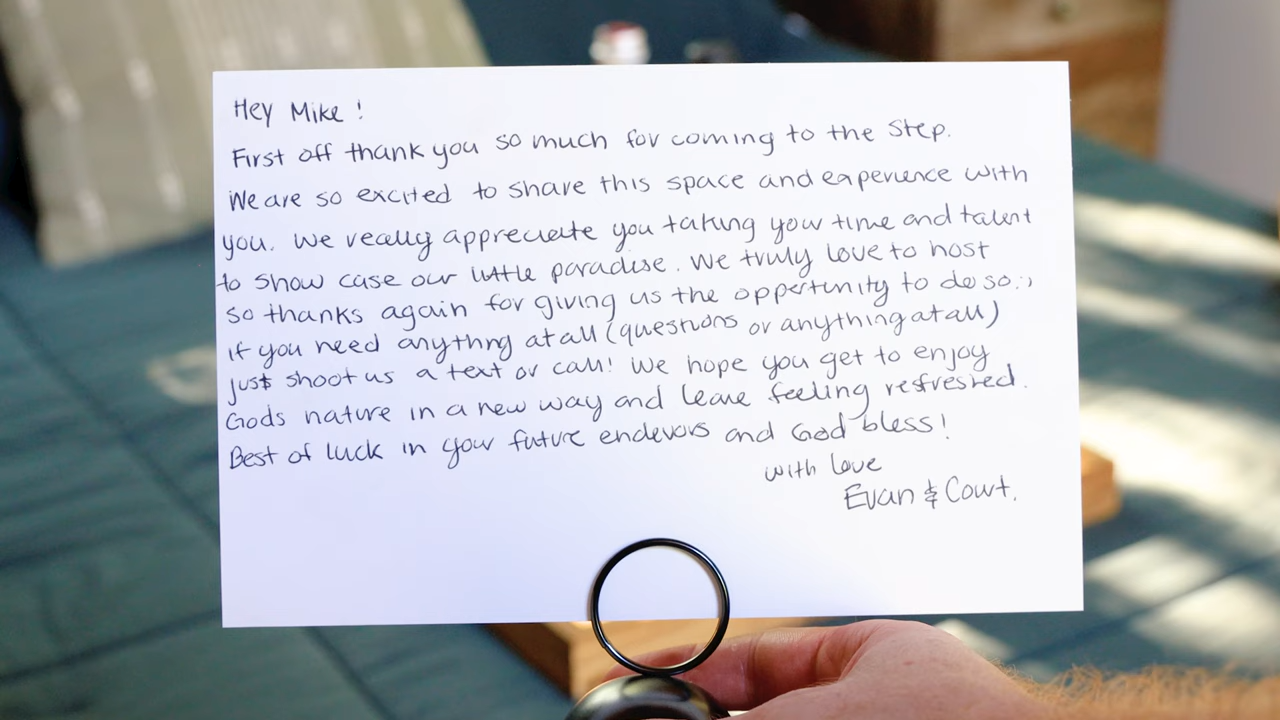 Hey Mike!
First off thank you so much for coming to the Step.
We are so excited to share this space and experience with
you. We really appreciate you taking your time and talent
to show case our little paradise. We truly love to host
so thanks again for giving us the opportunity to do so :)
if you need anything at all (questions or anything at all)
just shoot us a text or call! We hope you get to enjoy
Gods nature in a new way and leave feeling refreshed.
Best of luck in your future endevors and God bless!
with love
Evan & Court.